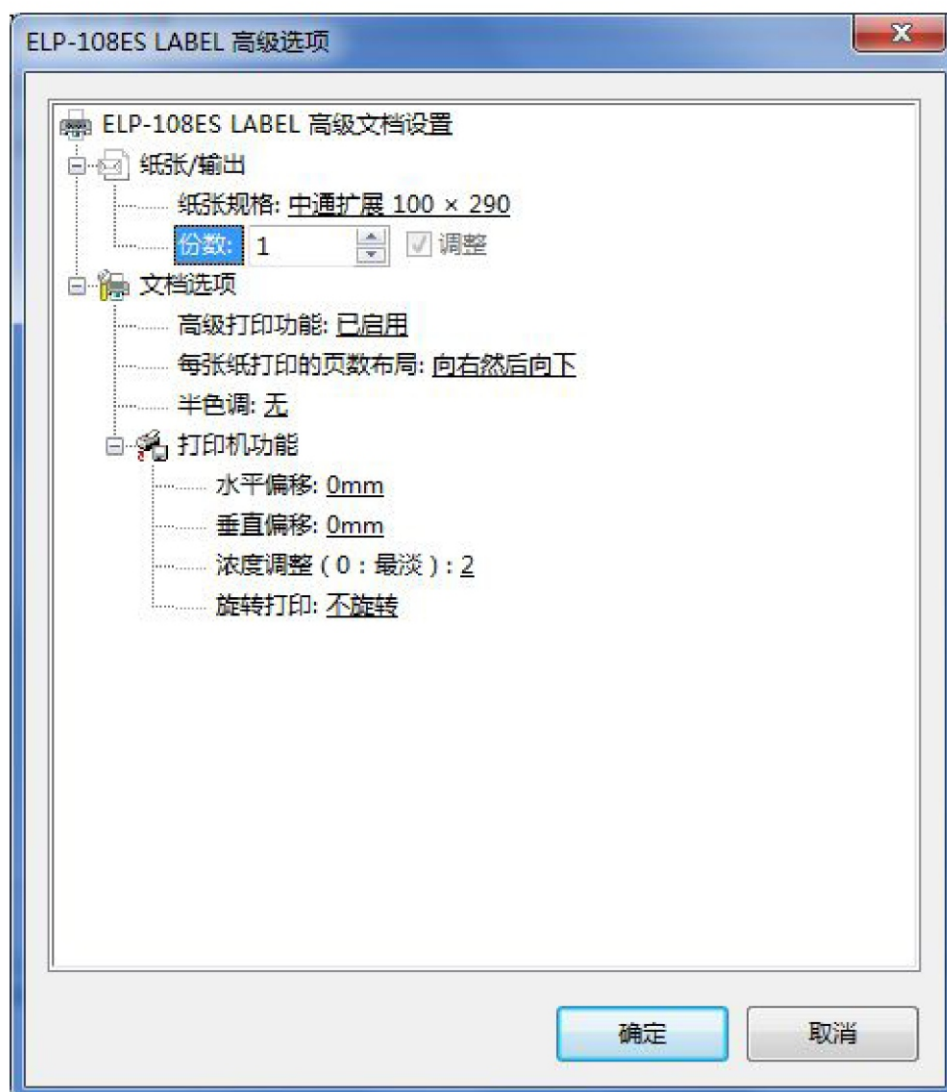 ELP-108ES LABEL 高级选项
ELP-108ES LABEL 高级文档设置
纸张/输出
纸张规格: 中通扩展 100 × 290
份数: 1 调整
文档选项
高级打印功能: 已启用
每张纸打印的页数布局: 向右然后向下
半色调: 无
打印机功能
水平偏移: 0mm
垂直偏移: 0mm
浓度调整 ( 0 : 最淡 ) : 2
旋转打印: 不旋转
确定 取消